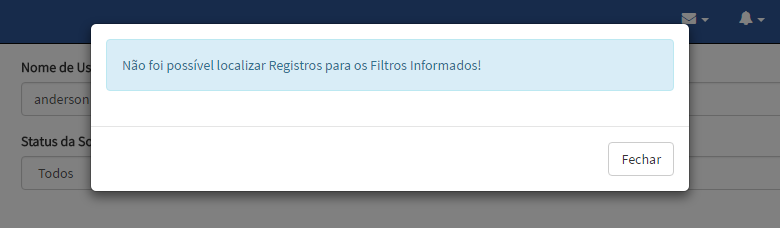 Não foi possível localizar Registros para os Filtros Informados!
Nome de Us
anderson
Status da So
Todos
Fechar